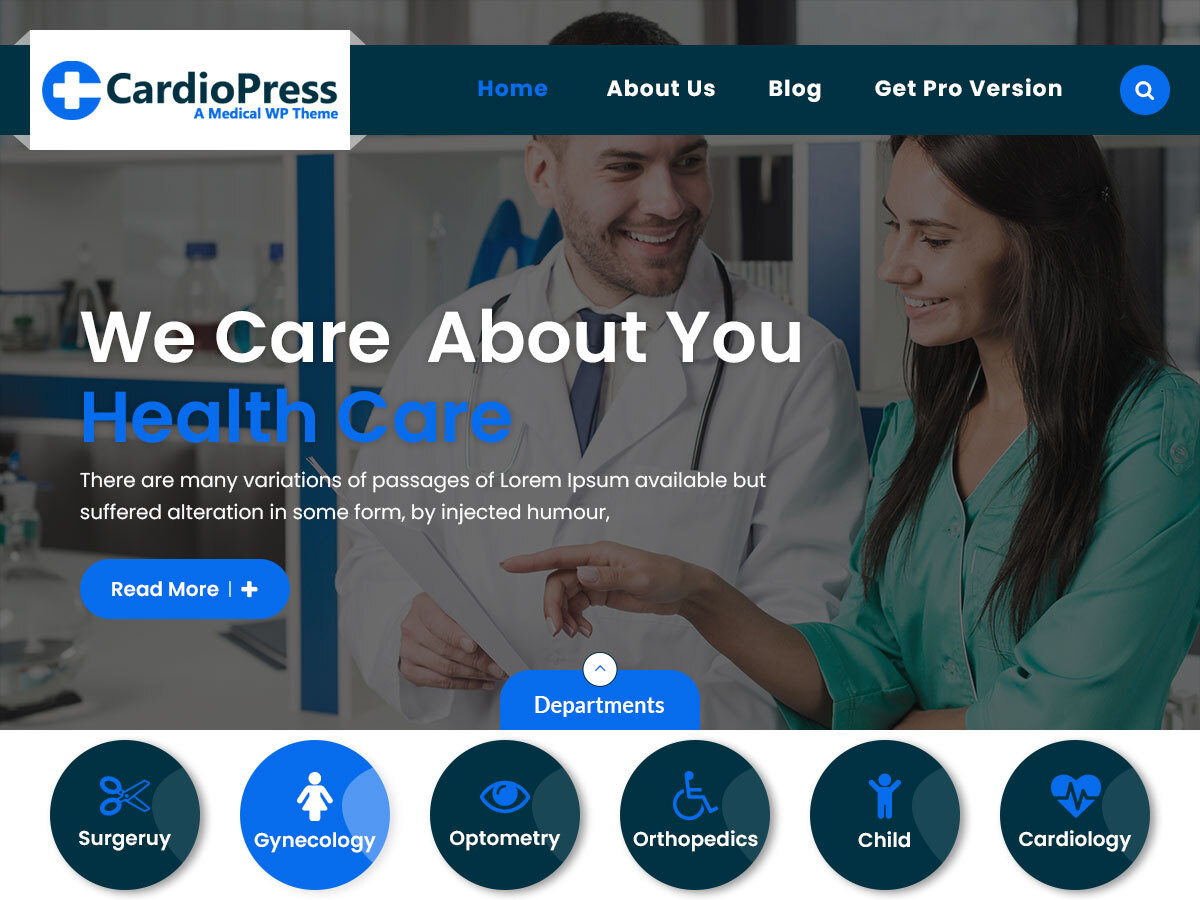 CardioPress
A Medical WP Theme
Home About Us Blog Get Pro Version
We Care About You
Health Care
There are many variations of passages of Lorem Ipsum available but
suffered alteration in some form, by injected humour,
Read More
Departments
Surgeruy Gynecology Optometry Orthopedics Child Cardiology